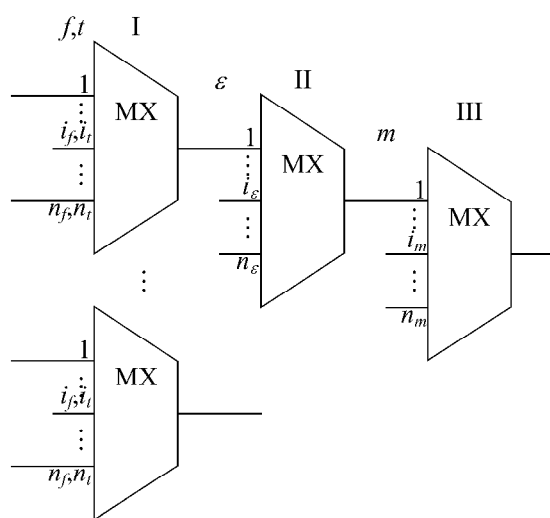 f,t I
ε II
m III
1
MX
⋮
i_f,i_t
⋮
n_f,n_t
1
MX
⋮
i_ε
⋮
n_ε
1
MX
⋮
i_m
⋮
n_m
⋮
1
MX
⋮
i_f,i_t
⋮
n_f,n_t